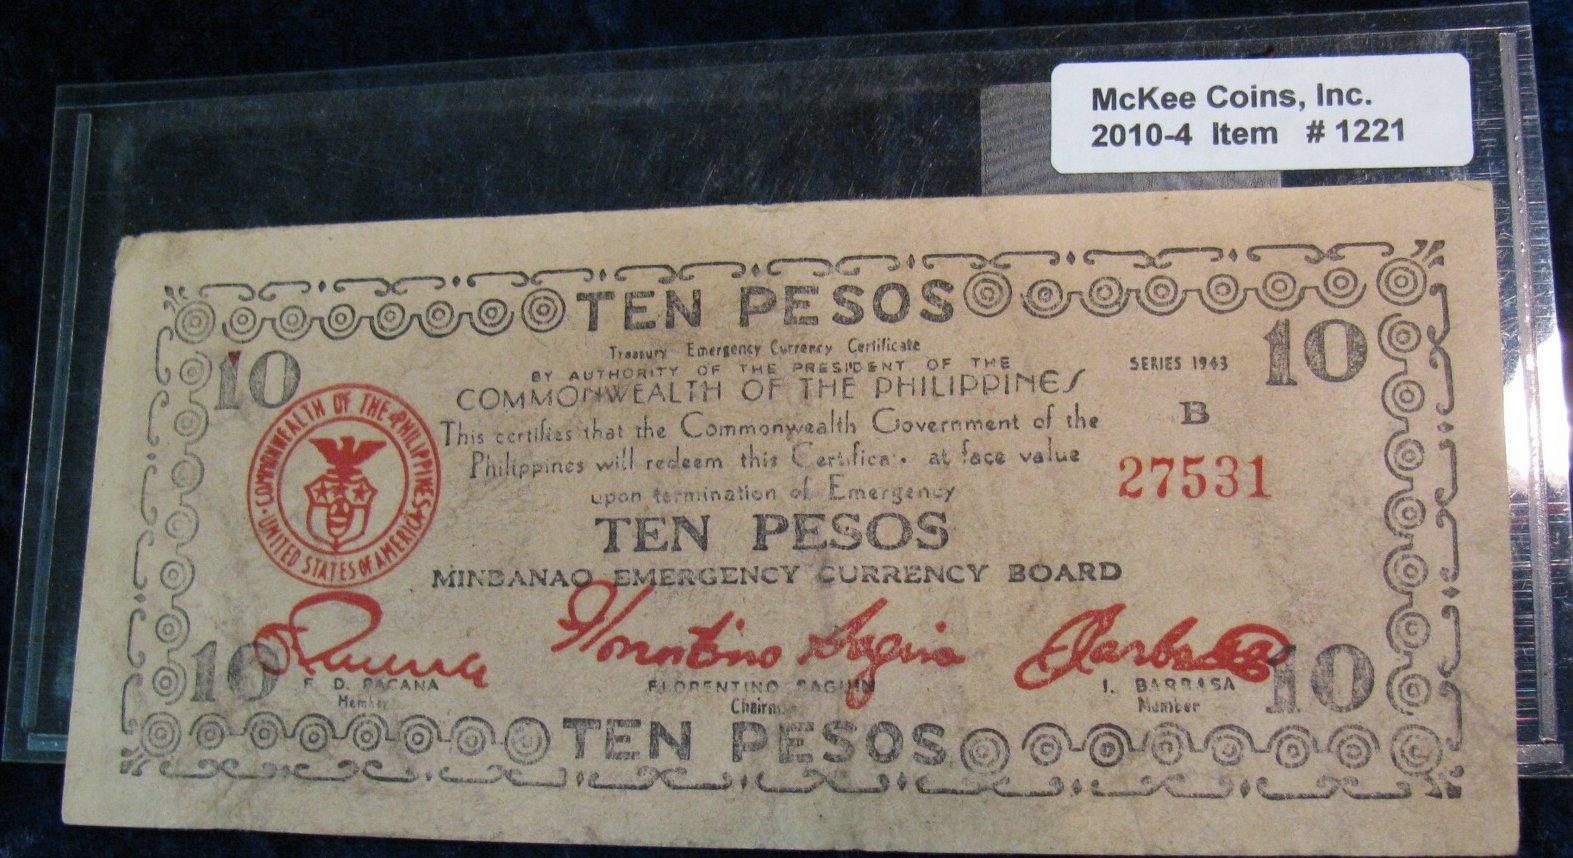 McKee Coins, Inc.
2010-4 Item # 1221
TEN PESOS
10
10
Treasury Emergency Currency Certificate
SERIES 1943
BY AUTHORITY OF THE PRESIDENT OF THE
COMMONWEALTH OF THE PHILIPPINES
B
This certifies that the Commonwealth Government of the
Philippines will redeem this Certificate at face value
27531
upon termination of Emergency
TEN PESOS
COMMONWEALTH OF THE PHILIPPINES
UNITED STATES OF AMERICA
MINDANAO EMERGENCY CURRENCY BOARD
Florentino Saguin
10
10
F. D. PACANA
FLORENTINO SAGUIN
I. BARBASA
Member
Chairman
Member
TEN PESOS